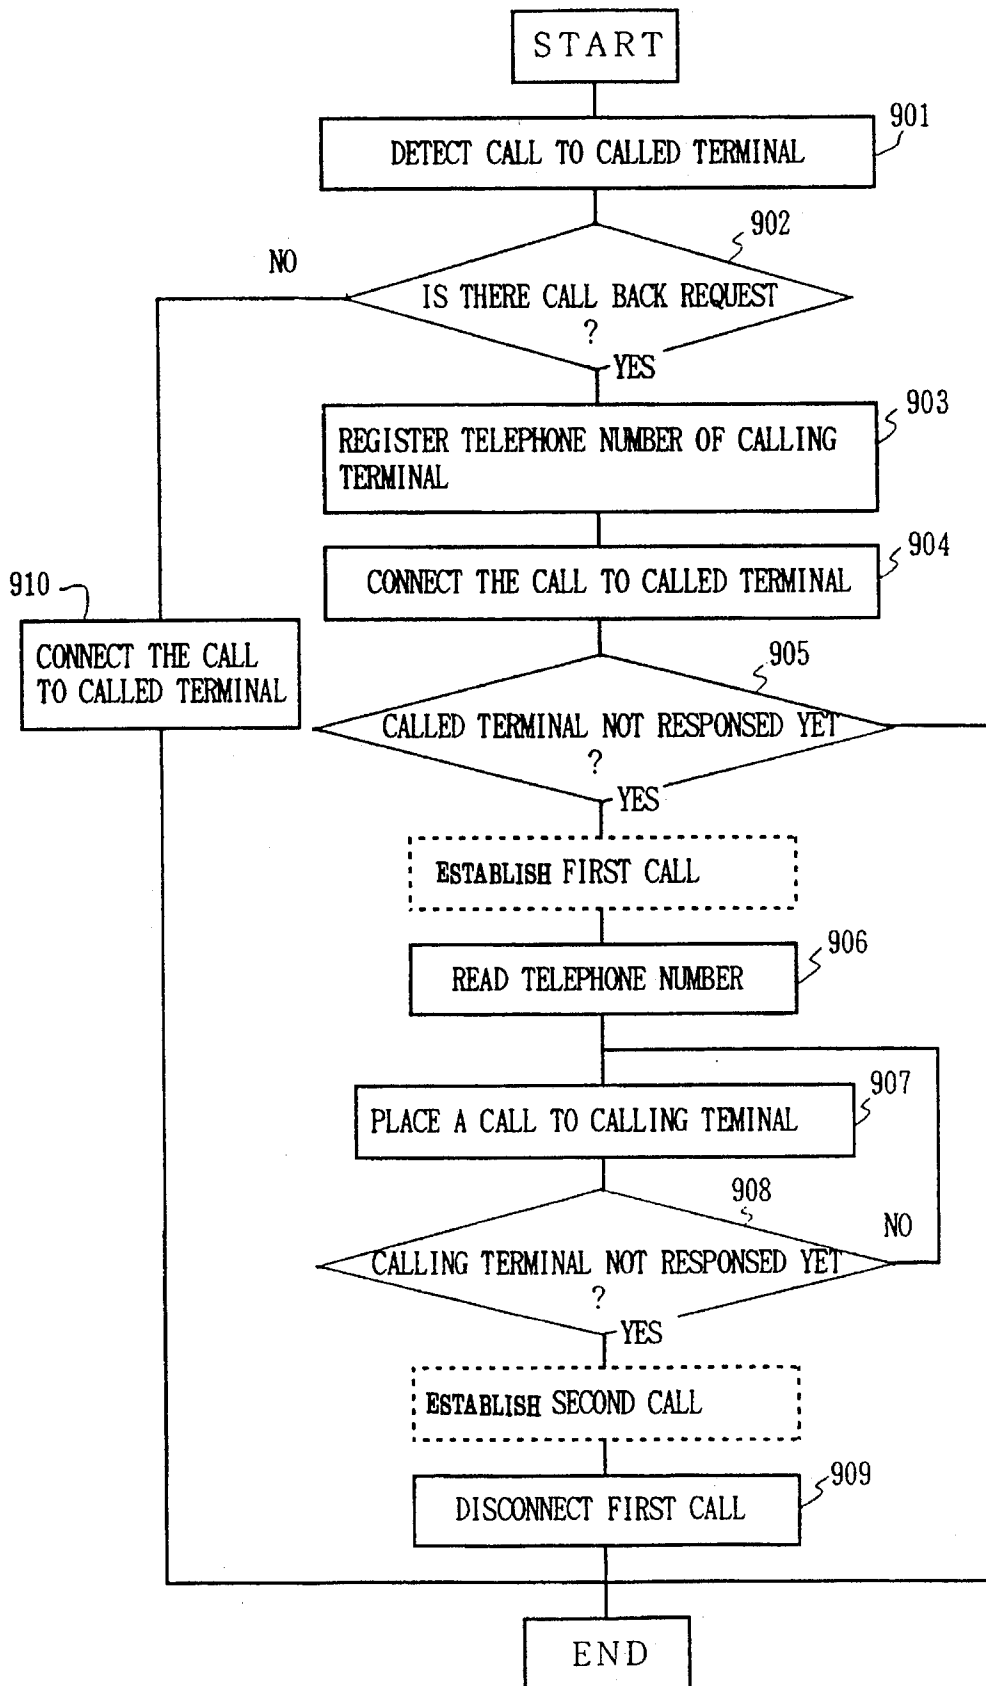 START
901
DETECT CALL TO CALLED TERMINAL
902
NO
IS THERE CALL BACK REQUEST
?
YES
903
REGISTER TELEPHONE NUMBER OF CALLING
TERMINAL
904
CONNECT THE CALL TO CALLED TERMINAL
910
CONNECT THE CALL
TO CALLED TERMINAL
905
CALLED TERMINAL NOT RESPONSED YET
?
YES
ESTABLISH FIRST CALL
906
READ TELEPHONE NUMBER
907
PLACE A CALL TO CALLING TEMINAL
908
NO
CALLING TERMINAL NOT RESPONSED YET
?
YES
ESTABLISH SECOND CALL
909
DISCONNECT FIRST CALL
END